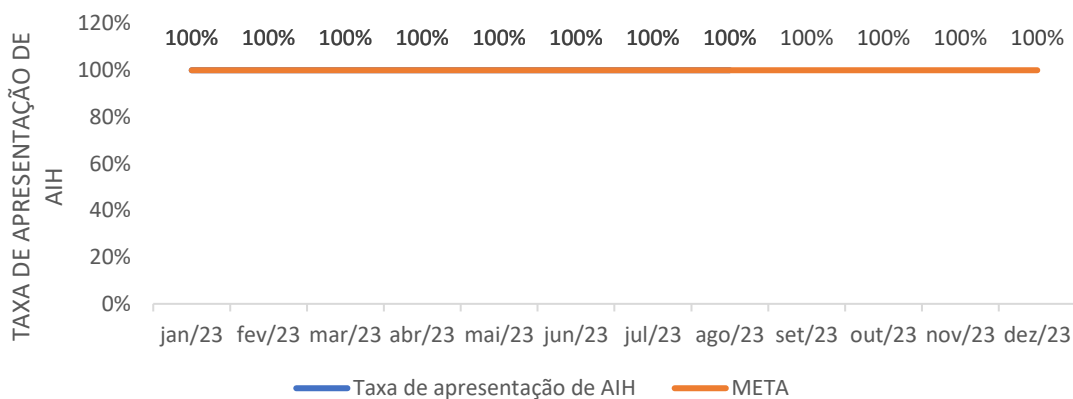 TAXA DE APRESENTAÇÃO DE
AIH
120%
100%
80%
60%
40%
20%
0%
100% 100% 100% 100% 100% 100% 100% 100% 100% 100% 100% 100%
jan/23 fev/23 mar/23 abr/23 mai/23 jun/23 jul/23 ago/23 set/23 out/23 nov/23 dez/23
Taxa de apresentação de AIH META